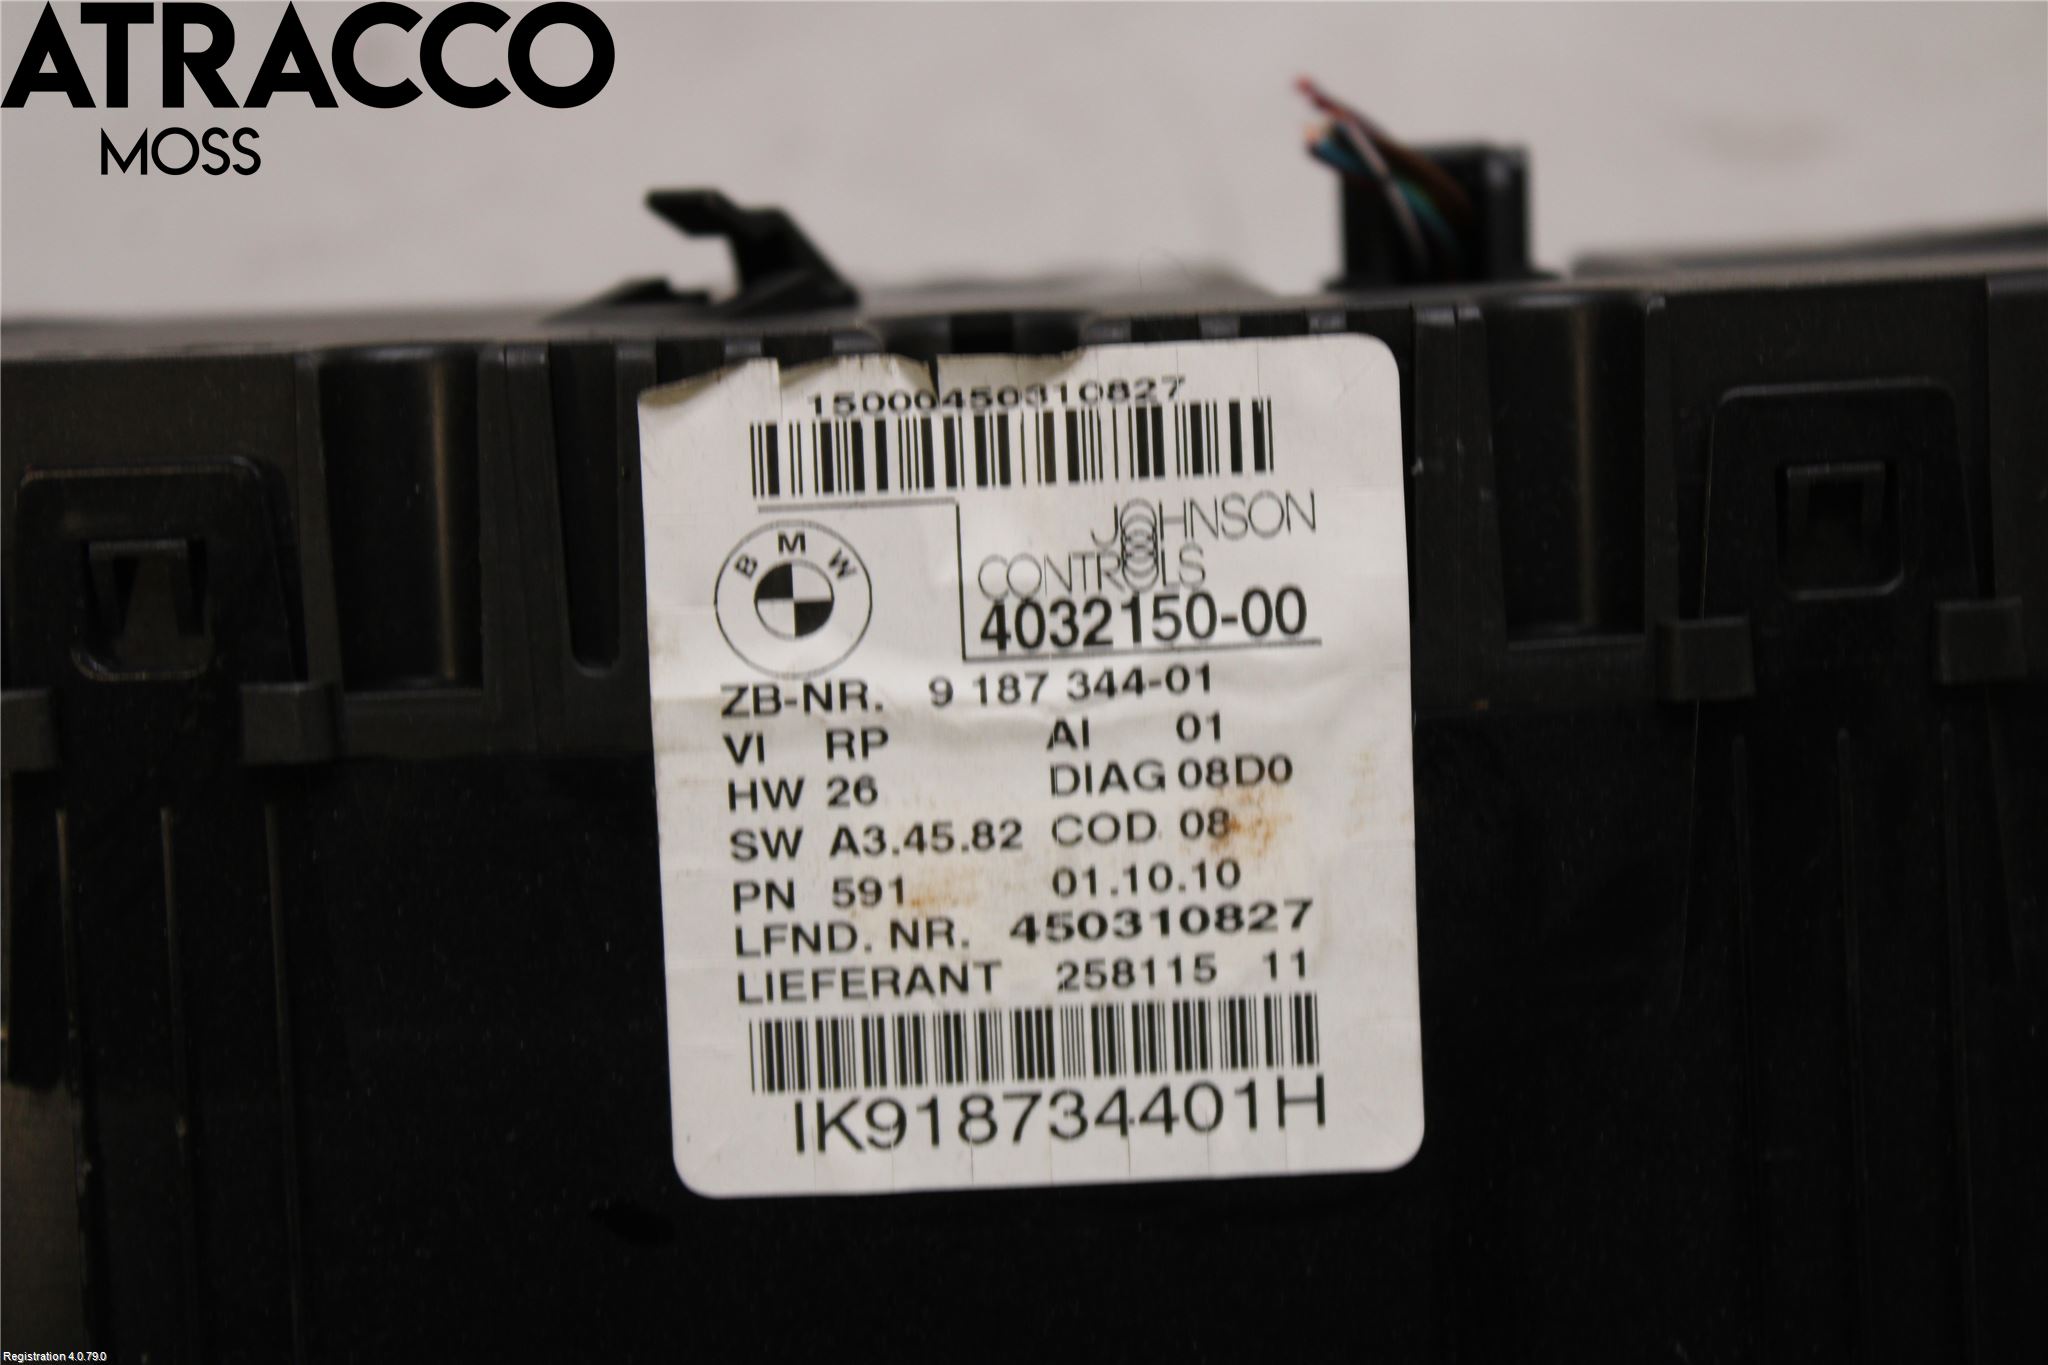 ATRACCO
MOSS
15000450310827
BMW
JOHNSON
CONTROLS
4032150-00
ZB-NR. 9 187 344-01
VI RP AI 01
HW 26 DIAG 08D0
SW A3.45.82 COD 08
PN 591 01.10.10
LFND. NR. 450310827
LIEFERANT 258115 11
IK918734401H
Registration 4.0.79.0